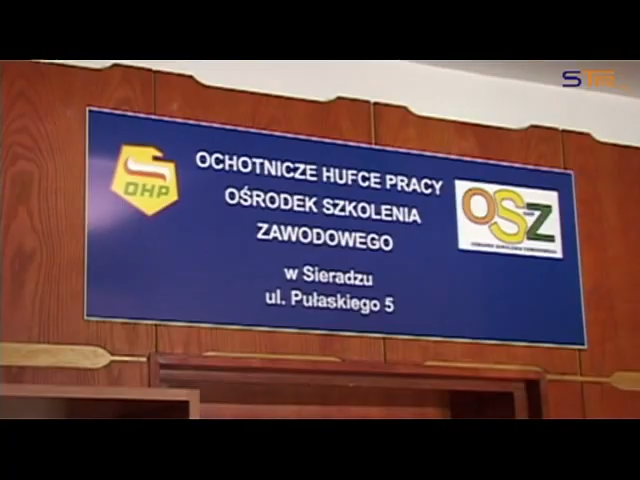 OCHOTNICZE HUFCE PRACY
OŚRODEK SZKOLENIA
ZAWODOWEGO
w Sieradzu
ul. Pułaskiego 5
OHP
OSZ